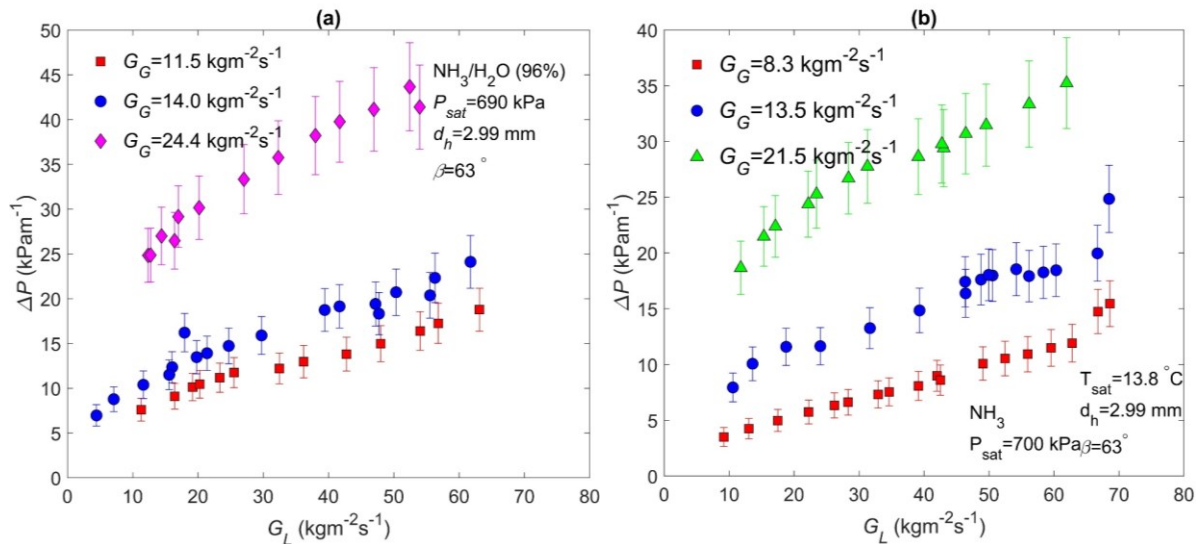 (a)
50
45
40
35
30
25
20
15
10
5
0
ΔP (kPam⁻¹)
G_G=11.5 kgm⁻²s⁻¹
G_G=14.0 kgm⁻²s⁻¹
G_G=24.4 kgm⁻²s⁻¹
NH₃/H₂O (96%)
P_sat=690 kPa
d_h=2.99 mm
β=63°
0 10 20 30 40 50 60 70 80
G_L (kgm⁻²s⁻¹)
(b)
40
35
30
25
20
15
10
5
0
ΔP (kPam⁻¹)
G_G=8.3 kgm⁻²s⁻¹
G_G=13.5 kgm⁻²s⁻¹
G_G=21.5 kgm⁻²s⁻¹
T_sat=13.8 °C
NH₃ d_h=2.99 mm
P_sat=700 kPa β=63°
0 10 20 30 40 50 60 70 80
G_L (kgm⁻²s⁻¹)